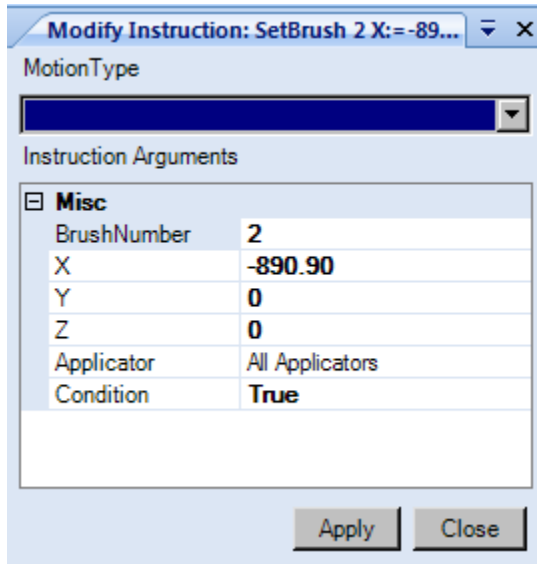 Modify Instruction: SetBrush 2 X:=-89...
MotionType
Instruction Arguments
Misc
BrushNumber 2
X -890.90
Y 0
Z 0
Applicator All Applicators
Condition True
Apply Close